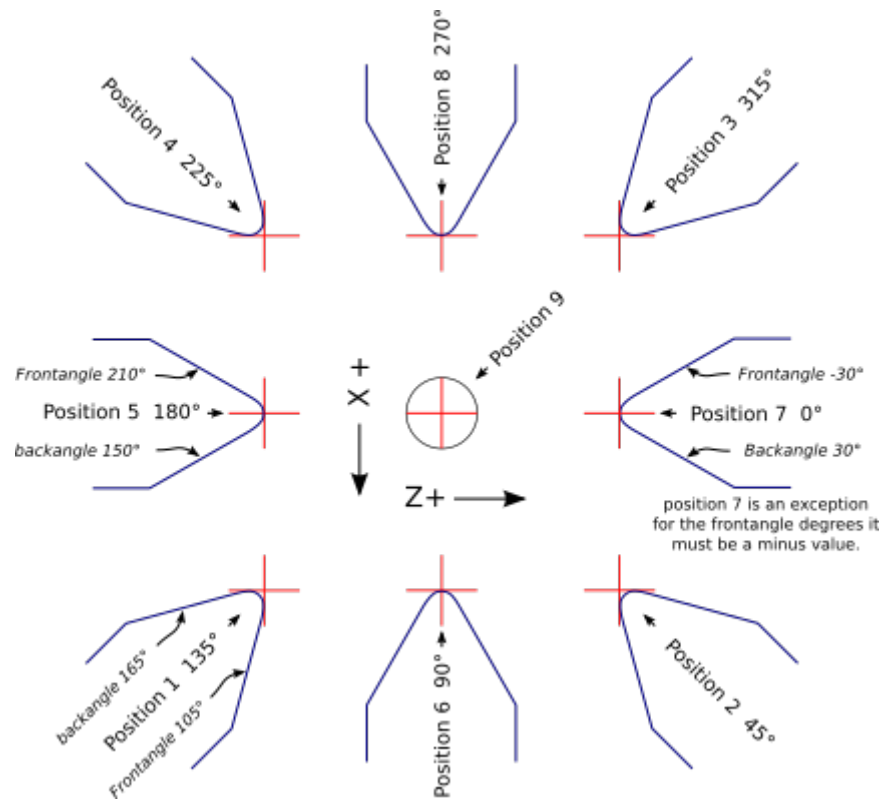 Position 4 225°
Position 8 270°
Position 3 315°
Position 9
Frontangle 210°
Position 5 180°
backangle 150°
X +
Z+
Frontangle -30°
Position 7 0°
Backangle 30°
position 7 is an exception
for the frontangle degrees it
must be a minus value.
backangle 165°
Position 1 135°
Frontangle 105°
Position 6 90°
Position 2 45°